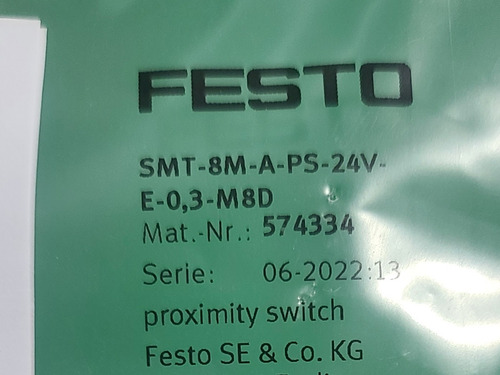 FESTO
SMT-8M-A-PS-24V-
E-0,3-M8D
Mat.-Nr.: 574334
Serie: 06-2022:13
proximity switch
Festo SE & Co. KG